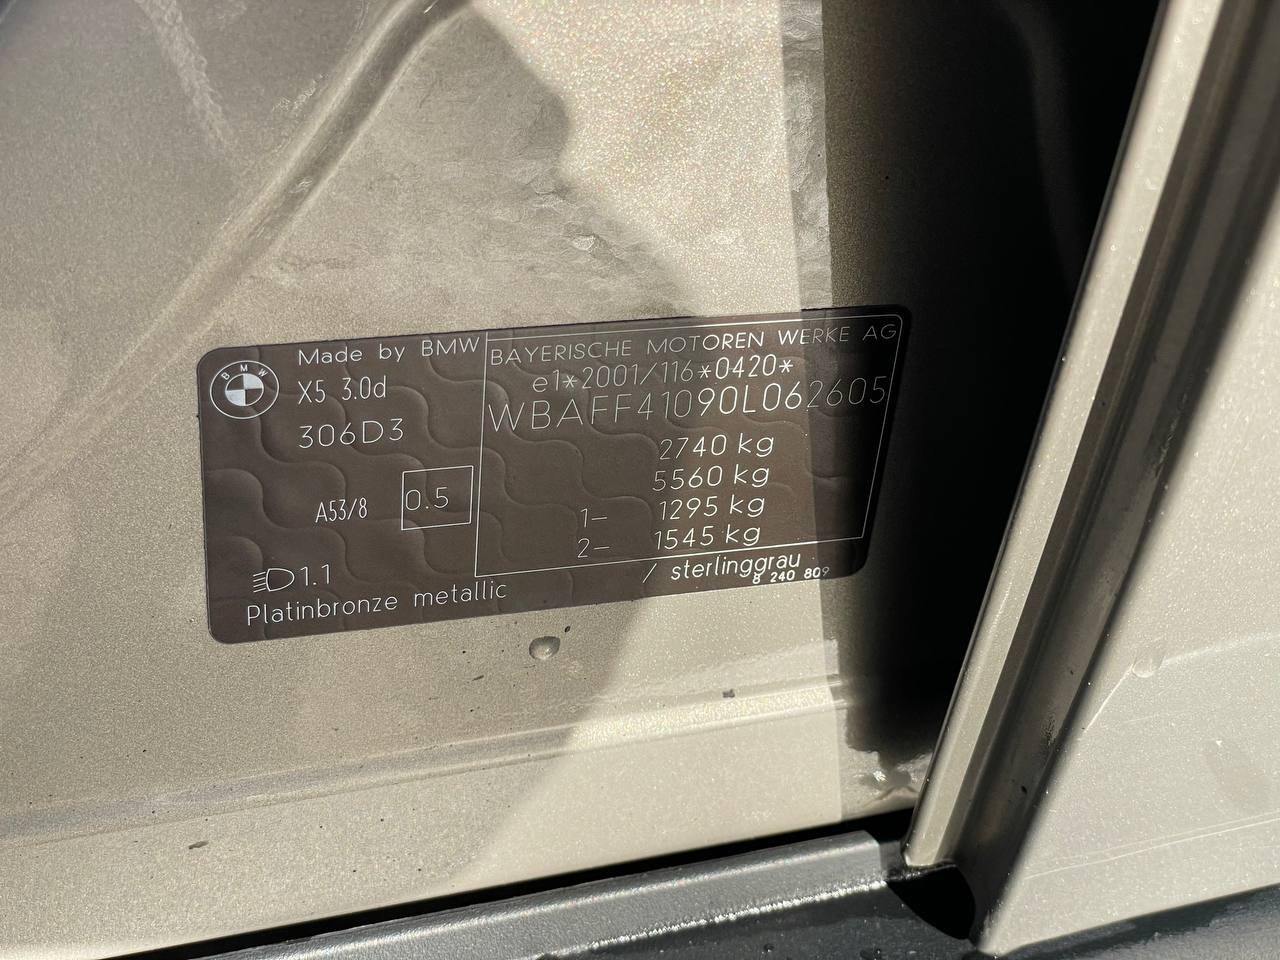 BMW
Made by BMW
X5 3.0d
306D3
A53/8
0.5
1.1
Platinbronze metallic
BAYERISCHE MOTOREN WERKE AG
e1*2001/116*0420*
WBAFF41090L062605
2740 kg
5560 kg
1– 1295 kg
2– 1545 kg
/ sterlinggrau
8 240 809